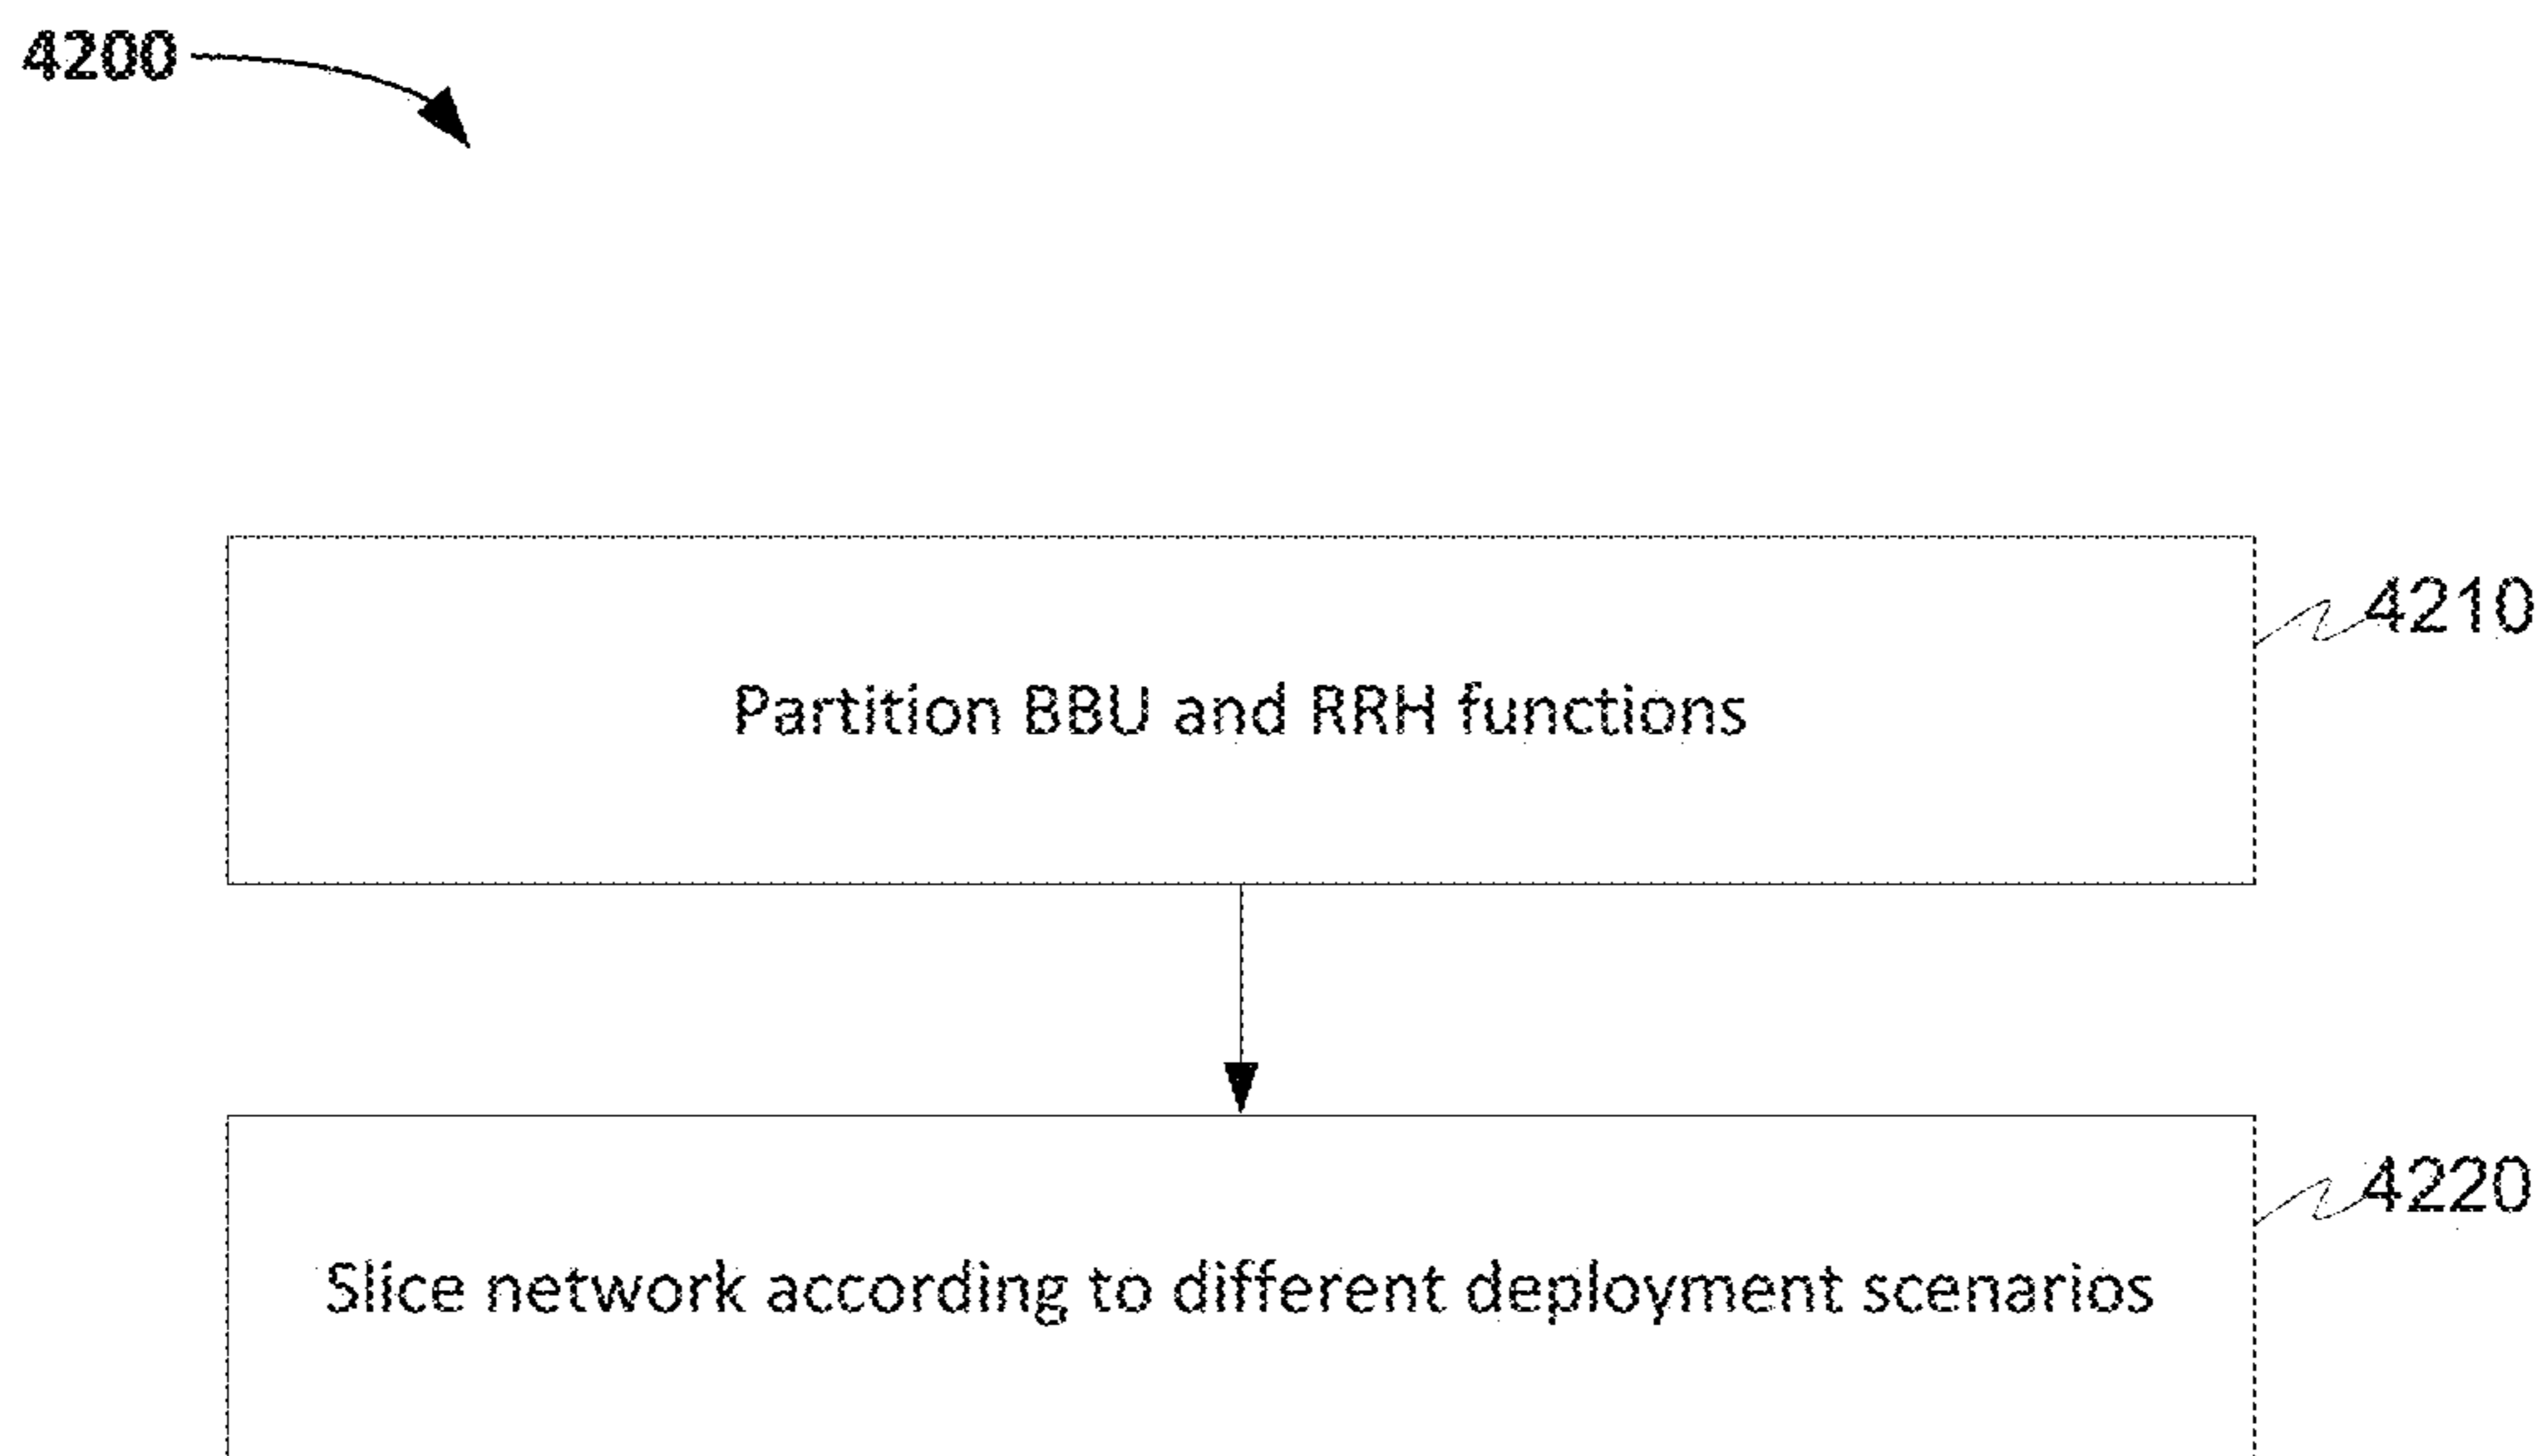 4200
4210
Partition BBU and RRH functions
4220
Slice network according to different deployment scenarios